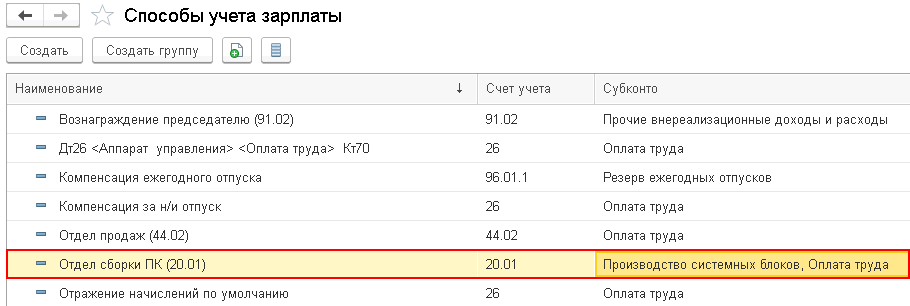 Способы учета зарплаты
Создать Создать группу
Наименование ↓ Счет учета Субконто
Вознаграждение председателю (91.02) 91.02 Прочие внереализационные доходы и расходы
Дт26 <Аппарат управления> <Оплата труда> Кт70 26 Оплата труда
Компенсация ежегодного отпуска 96.01.1 Резерв ежегодных отпусков
Компенсация за н/и отпуск 26 Оплата труда
Отдел продаж (44.02) 44.02 Оплата труда
Отдел сборки ПК (20.01) 20.01 Производство системных блоков, Оплата труда
Отражение начислений по умолчанию 26 Оплата труда